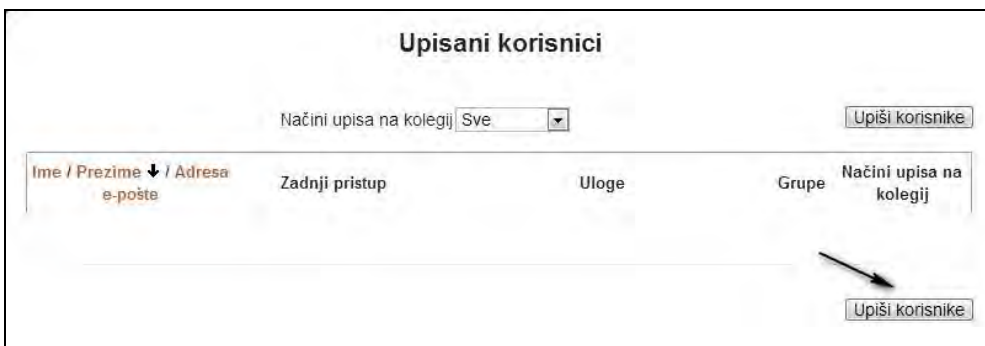 Upisani korisnici
Načini upisa na kolegij Sve Upiši korisnike
Ime / Prezime ↓ / Adresa e-pošte Zadnji pristup Uloge Grupe Načini upisa na kolegij
Upiši korisnike